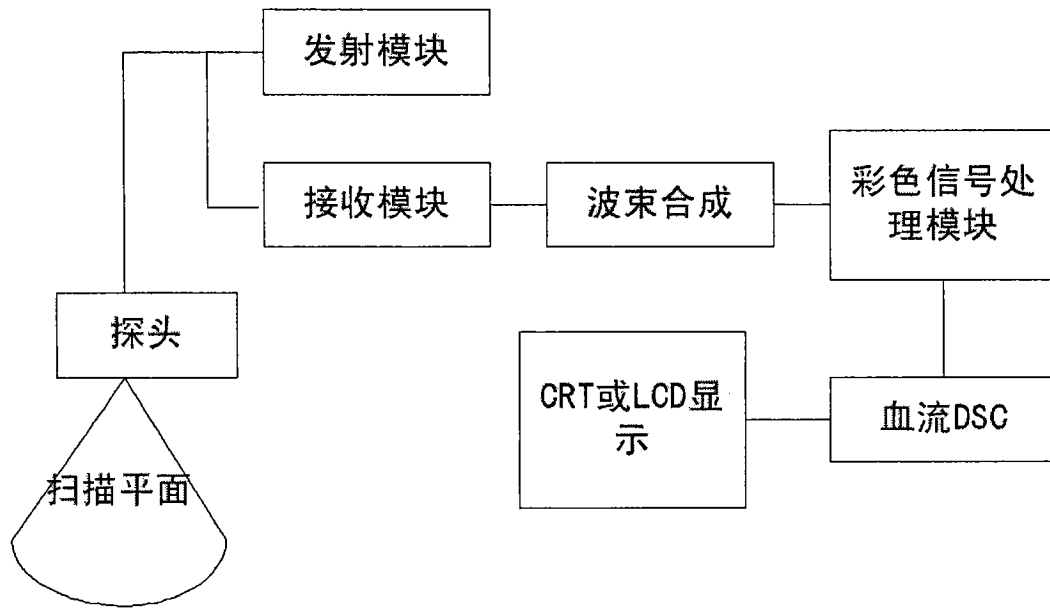 发射模块
接收模块
波束合成
彩色信号处
理模块
探头
CRT或LCD显
示
血流DSC
扫描平面